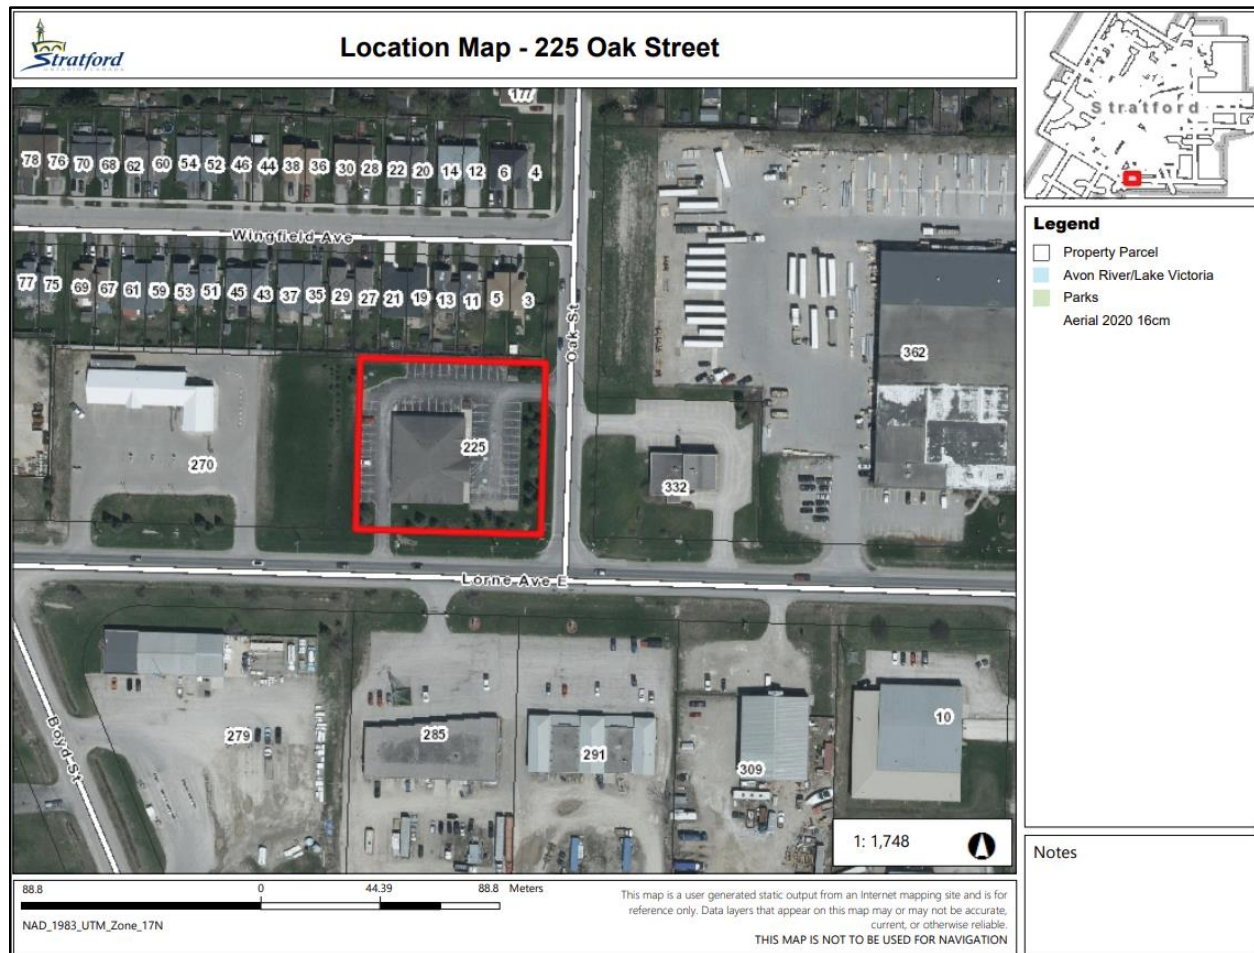 Stratford
ONTARIO CANADA
Location Map - 225 Oak Street
Stratford
177
78 76 70 68 62 60 54 52 46 44 38 36 30 28 22 20 14 12 6 4
Wingfield Ave
77 75 69 67 61 59 53 51 45 43 37 35 29 27 21 19 13 11 5 3
Oak St
362
225
270
332
Lorne Ave E
Boyd St
279
285
291
309
10
1: 1,748
Legend
Property Parcel
Avon River/Lake Victoria
Parks
Aerial 2020 16cm
Notes
88.8 0 44.39 88.8 Meters
NAD_1983_UTM_Zone_17N
This map is a user generated static output from an Internet mapping site and is for
reference only. Data layers that appear on this map may or may not be accurate,
current, or otherwise reliable.
THIS MAP IS NOT TO BE USED FOR NAVIGATION